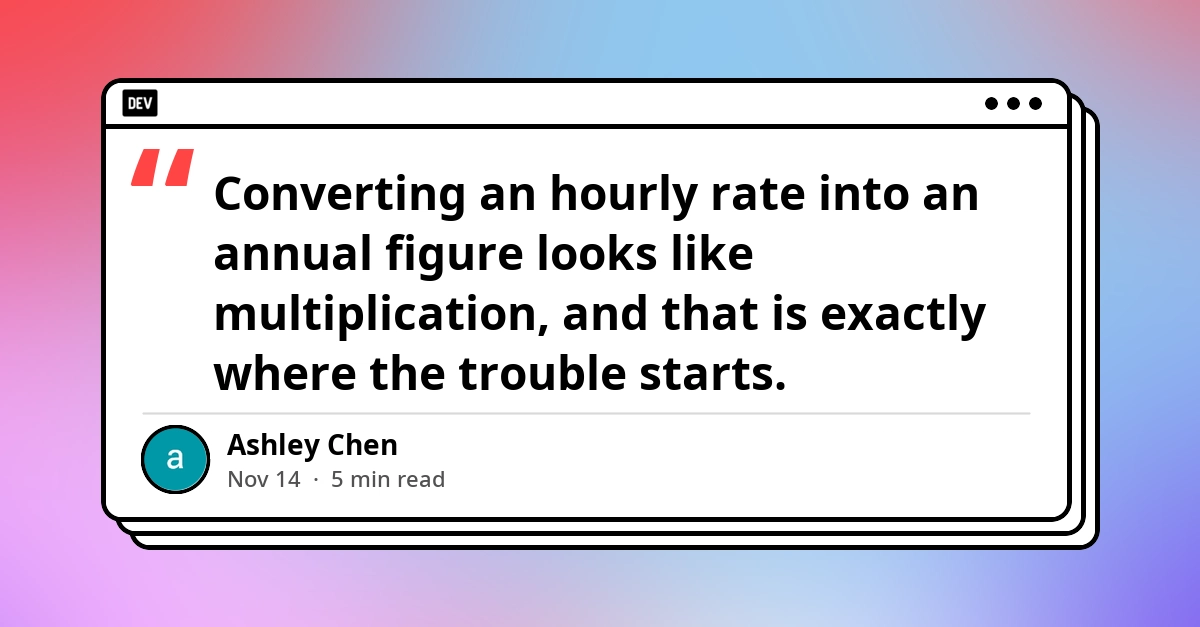 DEV
“
Converting an hourly rate into an
annual figure looks like
multiplication, and that is exactly
where the trouble starts.
a
Ashley Chen
Nov 14 · 5 min read